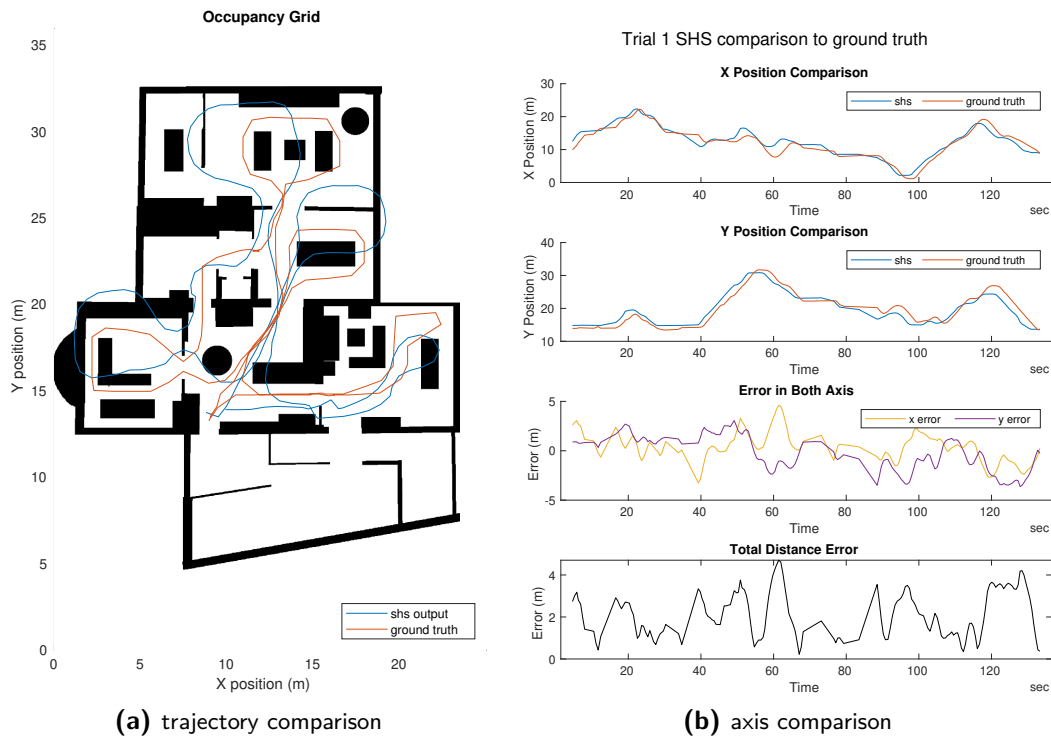 Occupancy Grid
35
30
25
20
15
10
5
0
Y position (m)
0 5 10 15 20
X position (m)
shs output
ground truth
(a) trajectory comparison
Trial 1 SHS comparison to ground truth
X Position Comparison
30
20
10
0
X Position (m)
shs ground truth
20 40 60 80 100 120
Time sec
Y Position Comparison
40
30
20
10
Y Position (m)
shs ground truth
20 40 60 80 100 120
Time sec
Error in Both Axis
5
0
-5
Error (m)
x error y error
20 40 60 80 100 120
Time sec
Total Distance Error
4
2
0
Error (m)
20 40 60 80 100 120
Time sec
(b) axis comparison